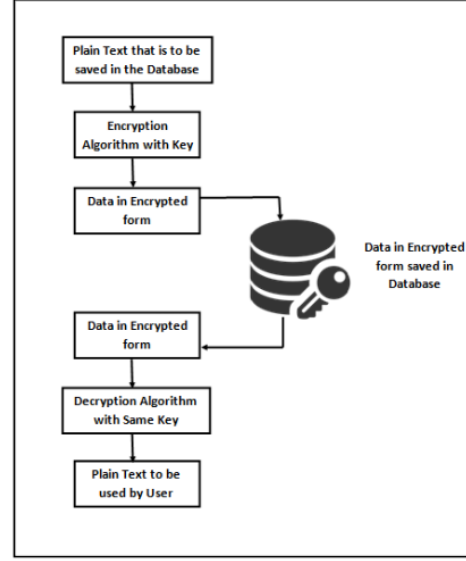 Plain Text that is to be
saved in the Database
Encryption
Algorithm with Key
Data in Encrypted
form
Data in Encrypted
form saved in
Database
Data in Encrypted
form
Decryption Algorithm
with Same Key
Plain Text to be
used by User